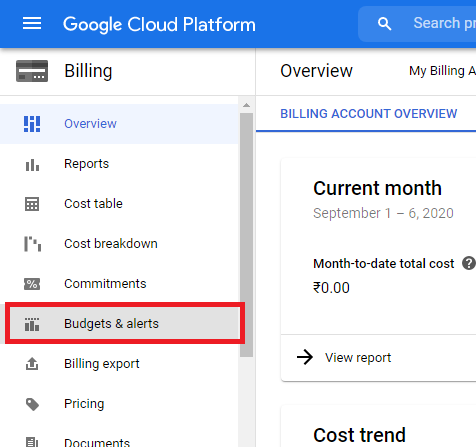 Google Cloud Platform
Search pr
Billing
Overview
My Billing A
Overview
Reports
Cost table
Cost breakdown
Commitments
Budgets & alerts
Billing export
Pricing
Documents
BILLING ACCOUNT OVERVIEW
Current month
September 1 – 6, 2020
Month-to-date total cost ?
₹0.00
View report
Cost trend